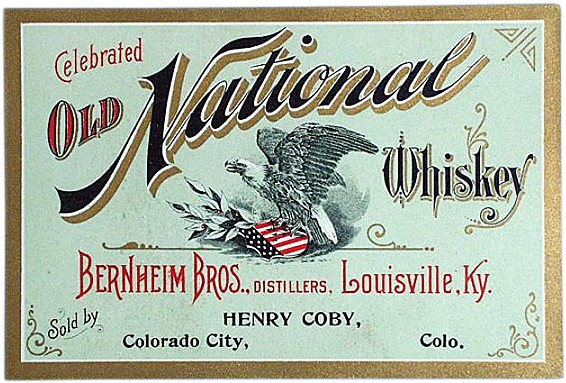 Celebrated
OLD National
Whiskey
BERNHEIM BROS., DISTILLERS, Louisville, Ky.
Sold by
HENRY COBY,
Colorado City, Colo.